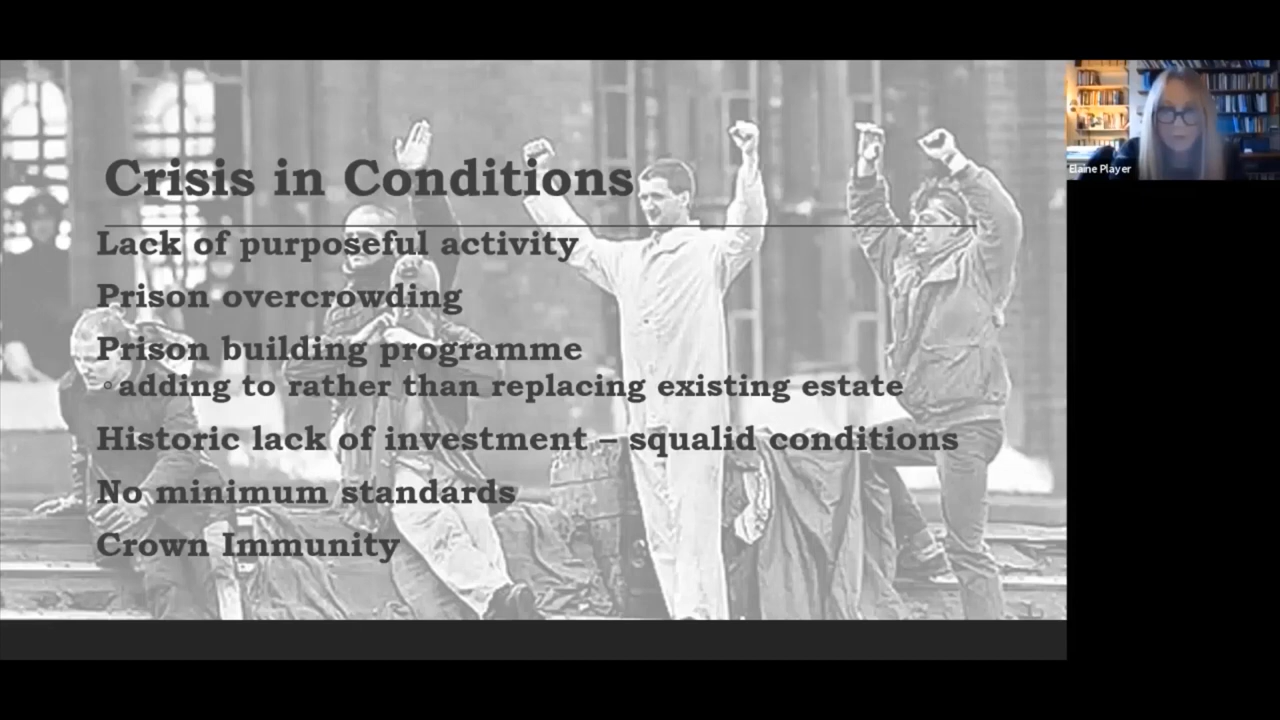 Crisis in Conditions
Lack of purposeful activity
Prison overcrowding
Prison building programme
◦adding to rather than replacing existing estate
Historic lack of investment – squalid conditions
No minimum standards
Crown Immunity
Elaine Player